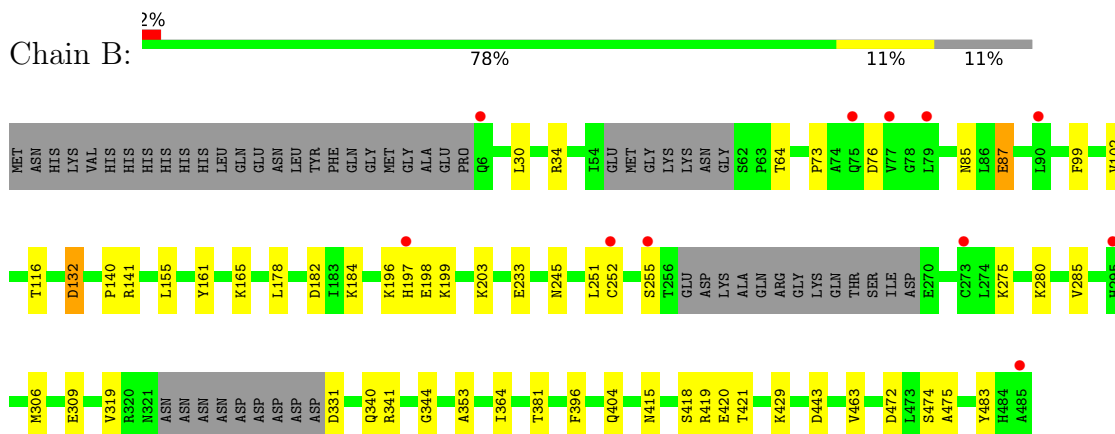 2%
Chain B:
78% 11% 11%
MET ASN HIS LYS VAL HIS HIS HIS HIS HIS HIS LEU GLN GLU ASN LEU TYR PHE GLN GLY MET GLY ALA GLU PRO Q6 L30 R34 I54 GLU MET GLY LYS LYS ASN GLY S62 P63 T64 P73 A74 Q75 D76 V77 G78 L79 N85 L86 E87 L90 F99 V102
T116 D132 P140 R141 L155 Y161 K165 L178 D182 I183 K184 K196 H197 E198 K199 K203 E233 N245 L251 C252 S255 T256 GLU ASP LYS ALA GLN ARG GLY LYS GLN THR SER ILE ASP E270 C273 L274 K275 K280 V285 H295
M306 E309 V319 R320 N321 ASN ASN ASN ASN ASP ASP ASP ASP ASP D331 Q340 R341 G344 A353 I364 T381 F396 Q404 N415 S418 R419 E420 T421 K429 D443 V463 D472 L473 S474 A475 Y483 H484 A485